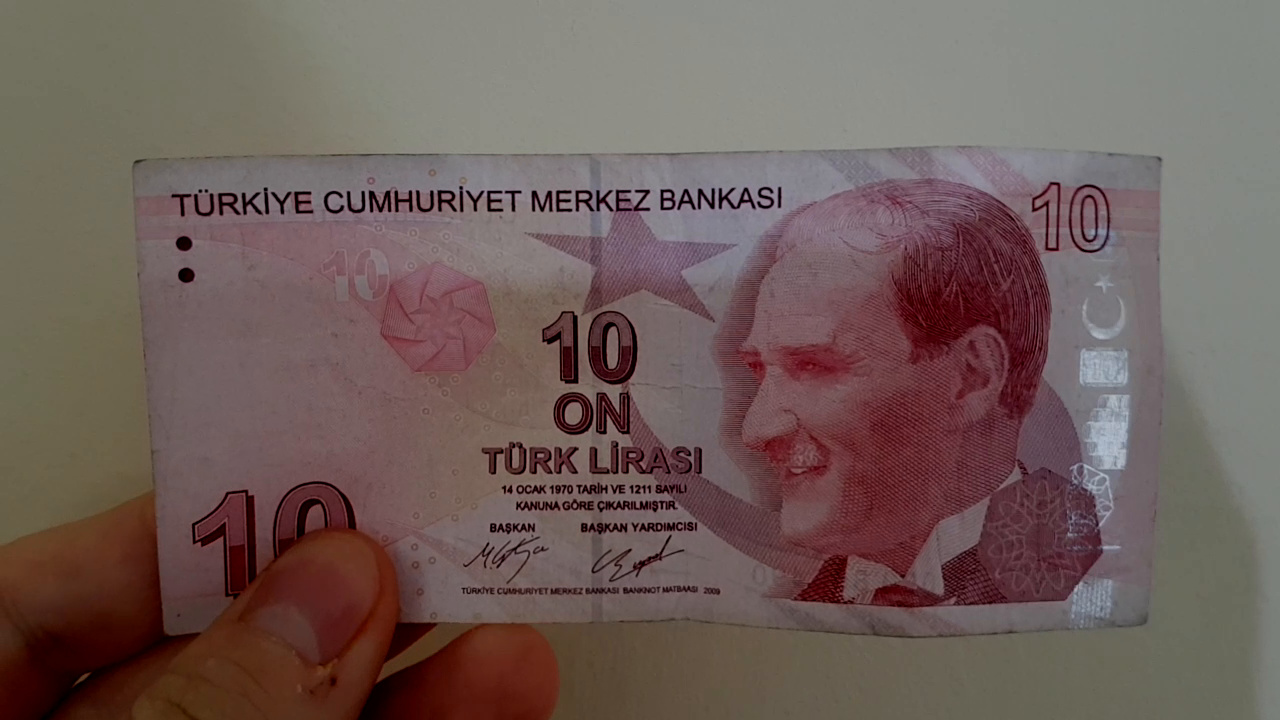 TÜRKİYE CUMHURİYET MERKEZ BANKASI
10
10
10
ON
TÜRK LİRASI
14 OCAK 1970 TARİH VE 1211 SAYILI
KANUNA GÖRE ÇIKARILMIŞTIR.
BAŞKAN BAŞKAN YARDIMCISI
10
TÜRKİYE CUMHURİYET MERKEZ BANKASI BANKNOT MATBAASI 2009